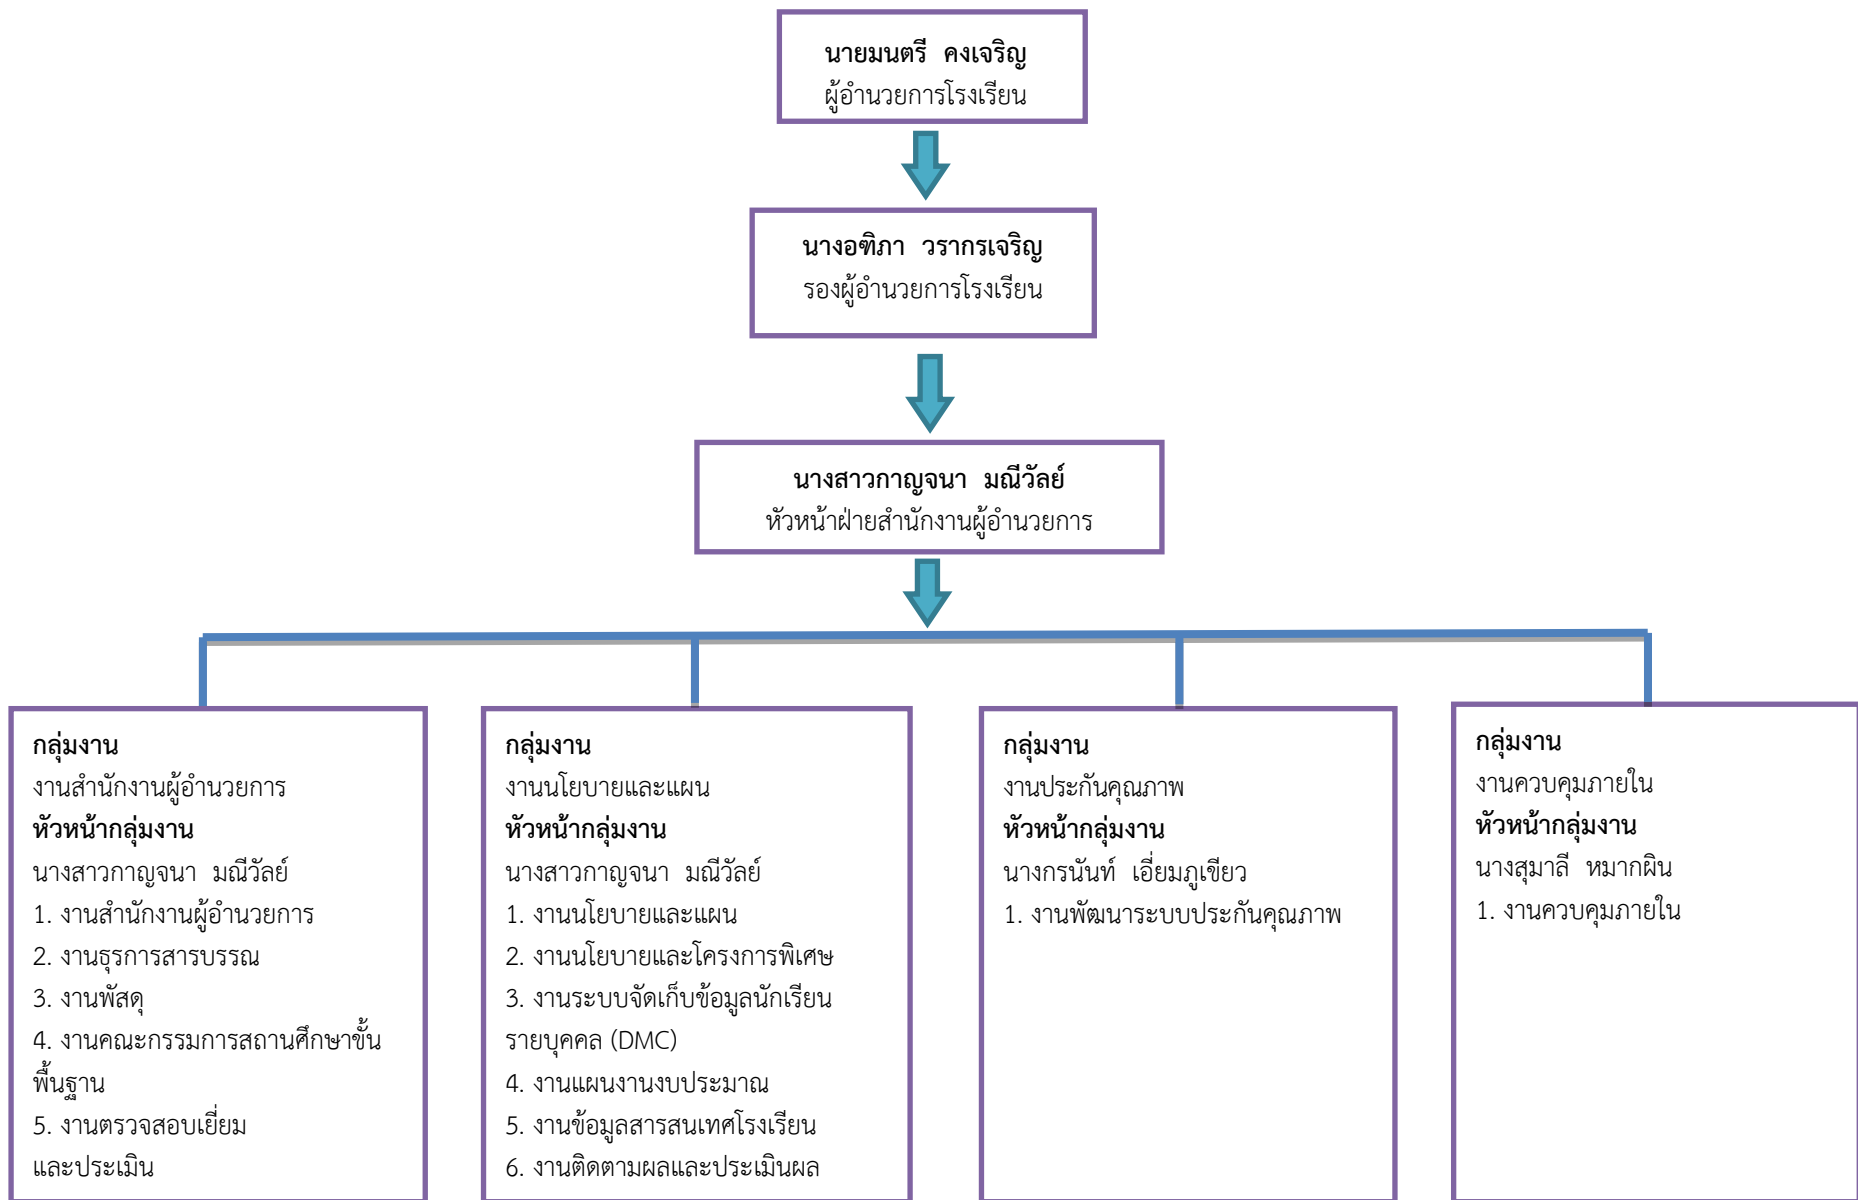 นายมนตรี  คงเจริญ
ผู้อำนวยการโรงเรียน
นางอฑิภา  วรากรเจริญ
รองผู้อำนวยการโรงเรียน
นางสาวกาญจนา  มณีวัลย์
หัวหน้าฝ่ายสำนักงานผู้อำนวยการ
กลุ่มงาน
งานสำนักงานผู้อำนวยการ
หัวหน้ากลุ่มงาน
นางสาวกาญจนา  มณีวัลย์
1. งานสำนักงานผู้อำนวยการ
2. งานธุรการสารบรรณ
3. งานพัสดุ
4. งานคณะกรรมการสถานศึกษาขั้น
พื้นฐาน
5. งานตรวจสอบเยี่ยม
และประเมิน
กลุ่มงาน
งานนโยบายและแผน
หัวหน้ากลุ่มงาน
นางสาวกาญจนา  มณีวัลย์
1. งานนโยบายและแผน
2. งานนโยบายและโครงการพิเศษ
3. งานระบบจัดเก็บข้อมูลนักเรียน
รายบุคคล (DMC)
4. งานแผนงานงบประมาณ
5. งานข้อมูลสารสนเทศโรงเรียน
6. งานติดตามผลและประเมินผล
กลุ่มงาน
งานประกันคุณภาพ
หัวหน้ากลุ่มงาน
นางกรนันท์  เอี่ยมภูเขียว
1. งานพัฒนาระบบประกันคุณภาพ
กลุ่มงาน
งานควบคุมภายใน
หัวหน้ากลุ่มงาน
นางสุมาลี  หมากผิน
1. งานควบคุมภายใน